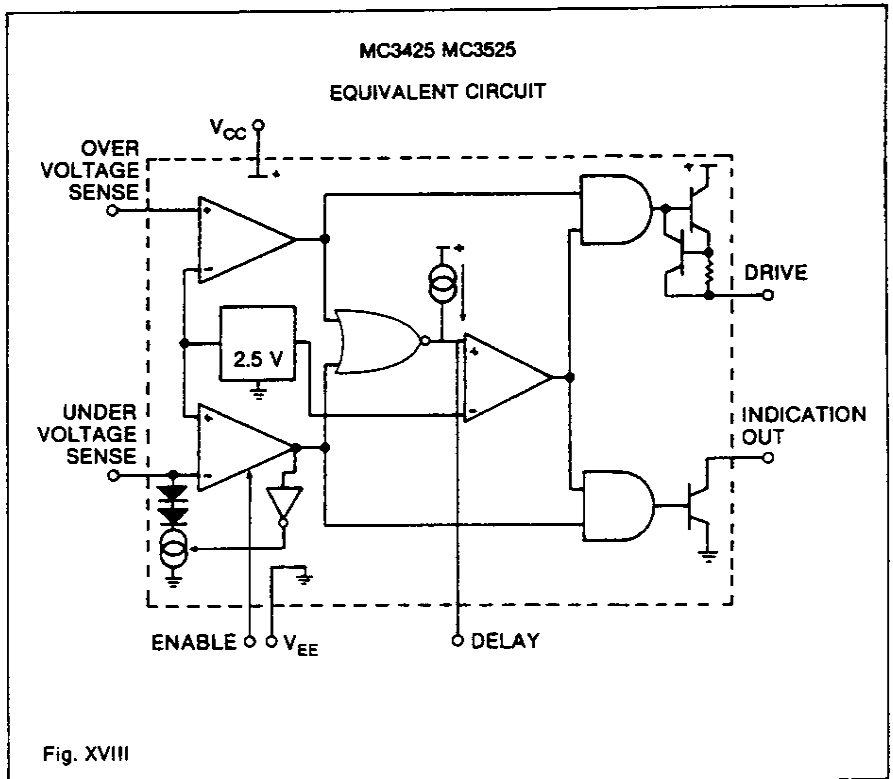 MC3425 MC3525
EQUIVALENT CIRCUIT
VCC
+
OVER
VOLTAGE
SENSE
+
-
+
+
2.5 V
+
-
DRIVE
UNDER
VOLTAGE
SENSE
+
-
INDICATION
OUT
ENABLE
VEE
DELAY
Fig. XVIII